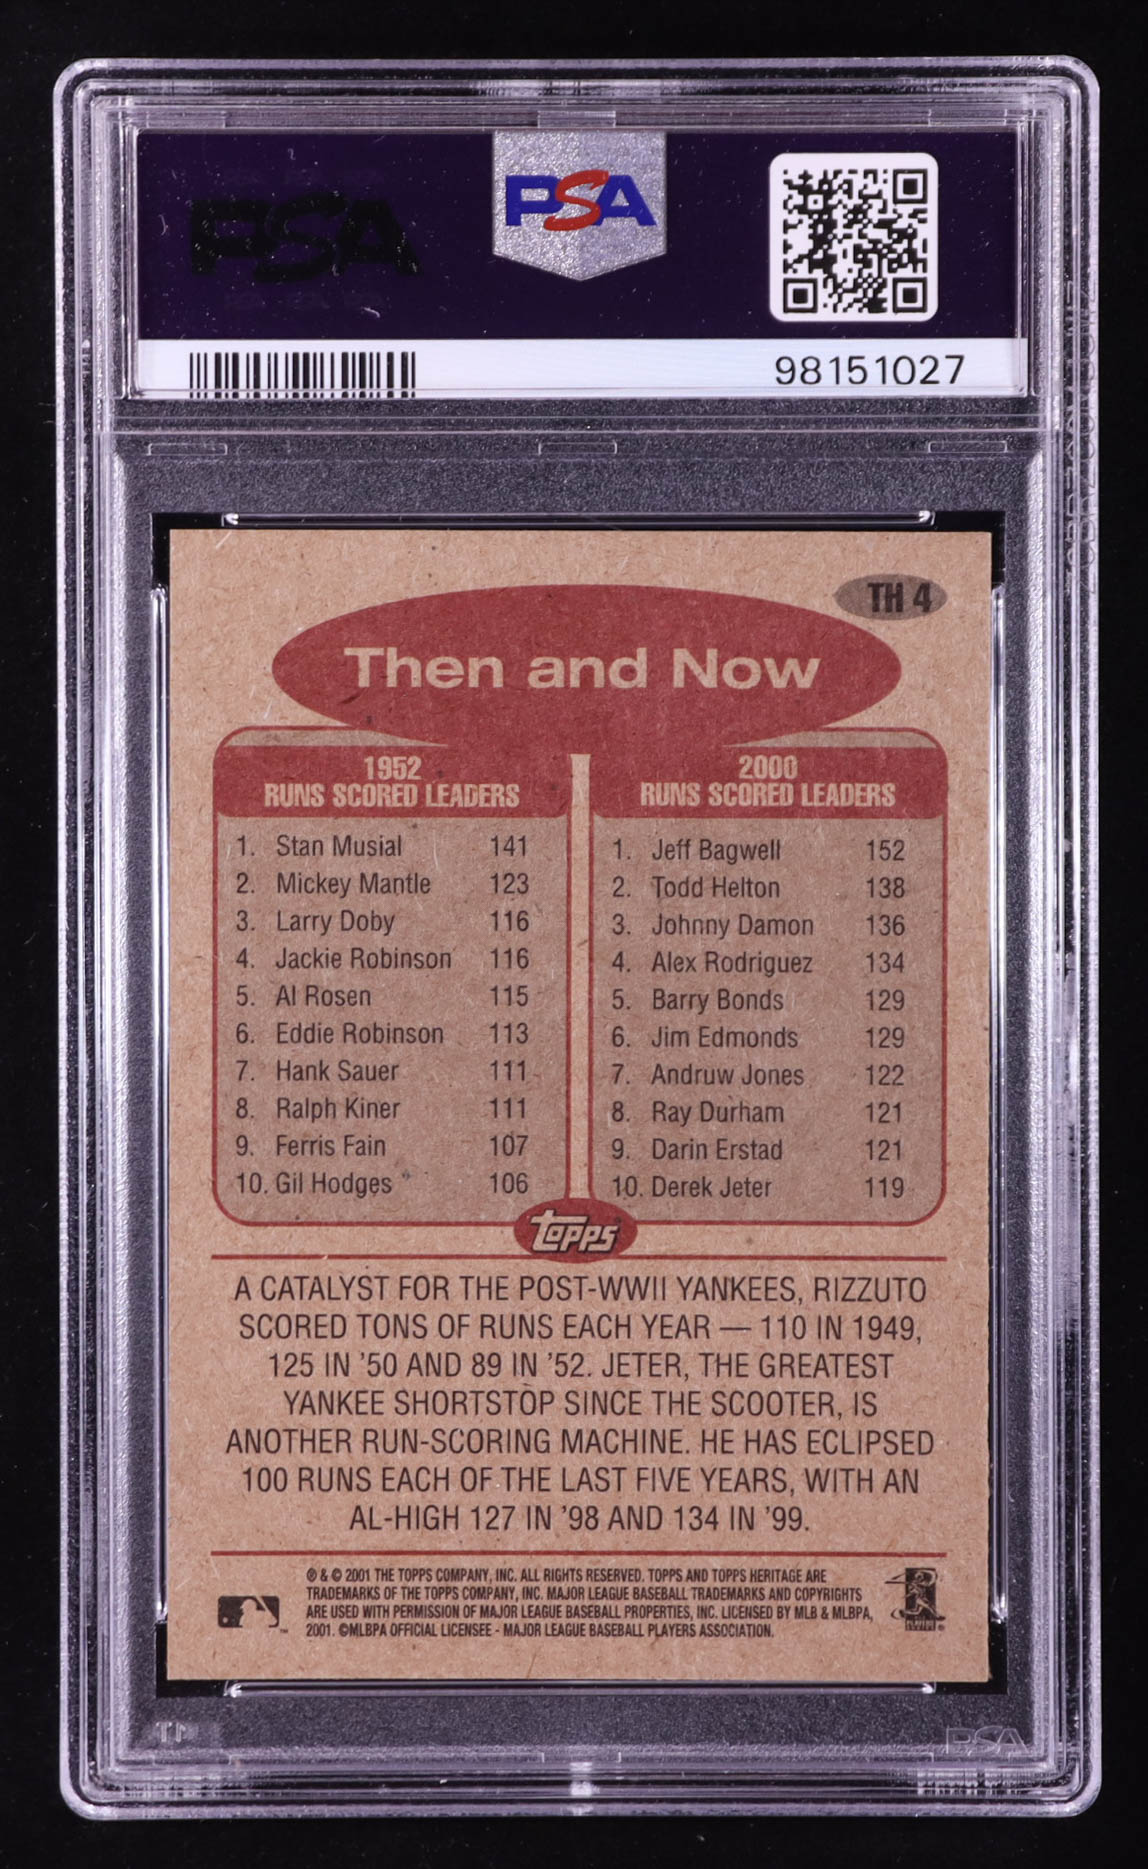 PSA
PSA
98151027
TH 4
Then and Now
1952
RUNS SCORED LEADERS
1. Stan Musial 141
2. Mickey Mantle 123
3. Larry Doby 116
4. Jackie Robinson 116
5. Al Rosen 115
6. Eddie Robinson 113
7. Hank Sauer 111
8. Ralph Kiner 111
9. Ferris Fain 107
10. Gil Hodges 106
2000
RUNS SCORED LEADERS
1. Jeff Bagwell 152
2. Todd Helton 138
3. Johnny Damon 136
4. Alex Rodriguez 134
5. Barry Bonds 129
6. Jim Edmonds 129
7. Andruw Jones 122
8. Ray Durham 121
9. Darin Erstad 121
10. Derek Jeter 119
topps
A CATALYST FOR THE POST-WWII YANKEES, RIZZUTO
SCORED TONS OF RUNS EACH YEAR — 110 IN 1949,
125 IN '50 AND 89 IN '52. JETER, THE GREATEST
YANKEE SHORTSTOP SINCE THE SCOOTER, IS
ANOTHER RUN-SCORING MACHINE. HE HAS ECLIPSED
100 RUNS EACH OF THE LAST FIVE YEARS, WITH AN
AL-HIGH 127 IN '98 AND 134 IN '99.
® & © 2001 THE TOPPS COMPANY, INC. ALL RIGHTS RESERVED. TOPPS AND TOPPS HERITAGE ARE
TRADEMARKS OF THE TOPPS COMPANY, INC. MAJOR LEAGUE BASEBALL TRADEMARKS AND COPYRIGHTS
ARE USED WITH PERMISSION OF MAJOR LEAGUE BASEBALL PROPERTIES, INC. LICENSED BY MLB & MLBPA,
2001. ©MLBPA OFFICIAL LICENSEE - MAJOR LEAGUE BASEBALL PLAYERS ASSOCIATION.
PSA